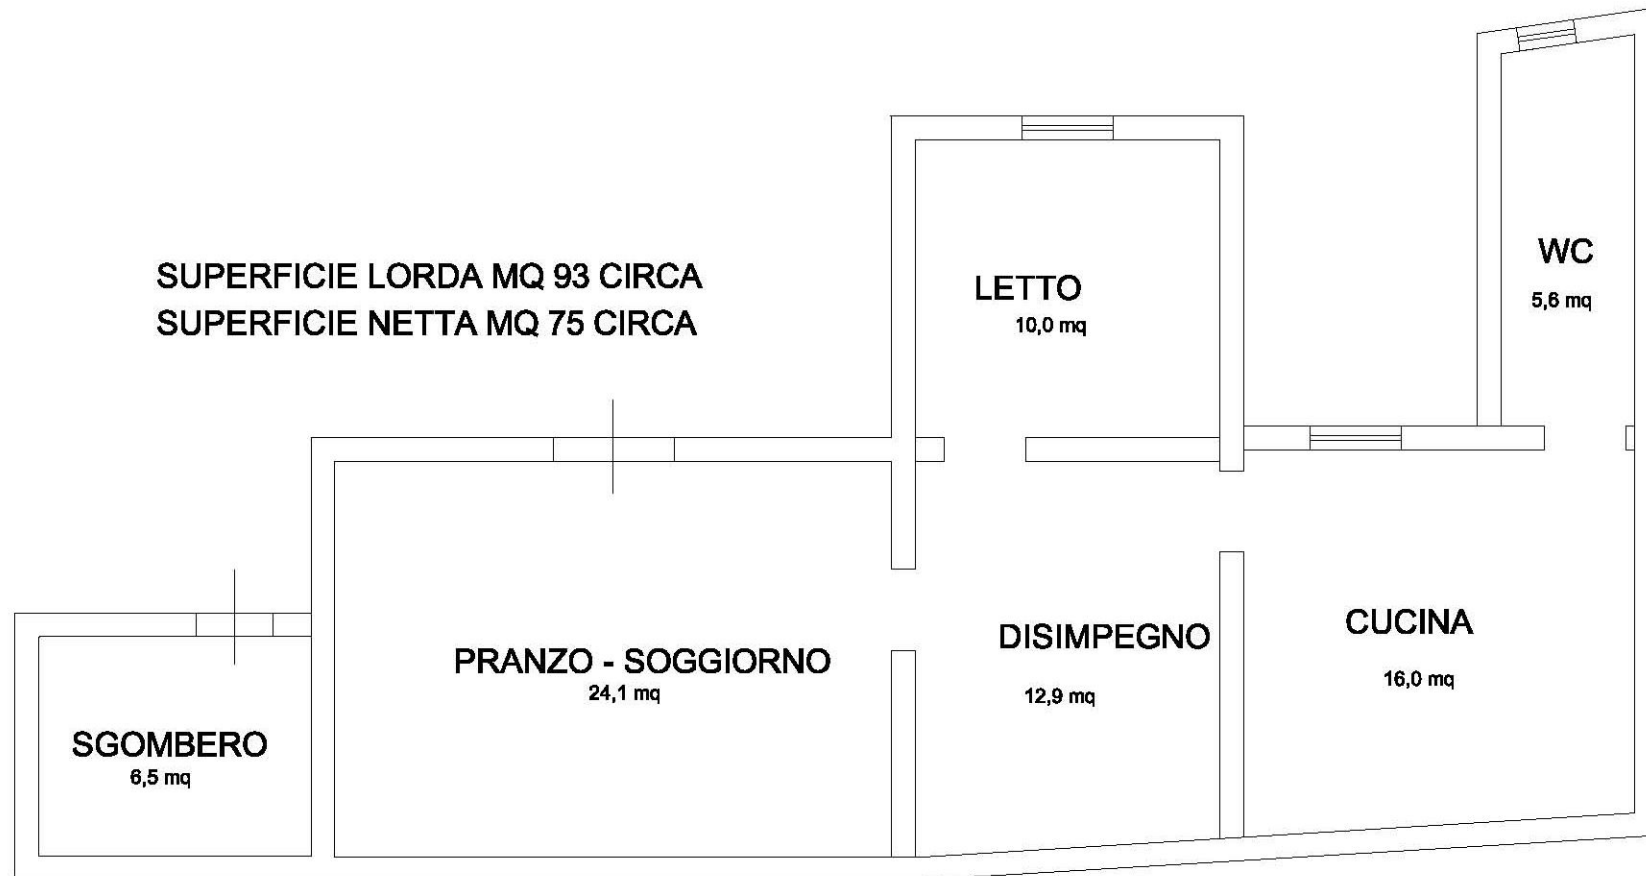 SUPERFICIE LORDA MQ 93 CIRCA
SUPERFICIE NETTA MQ 75 CIRCA
WC
5,6 mq
LETTO
10,0 mq
PRANZO - SOGGIORNO
24,1 mq
DISIMPEGNO
12,9 mq
CUCINA
16,0 mq
SGOMBERO
6,5 mq